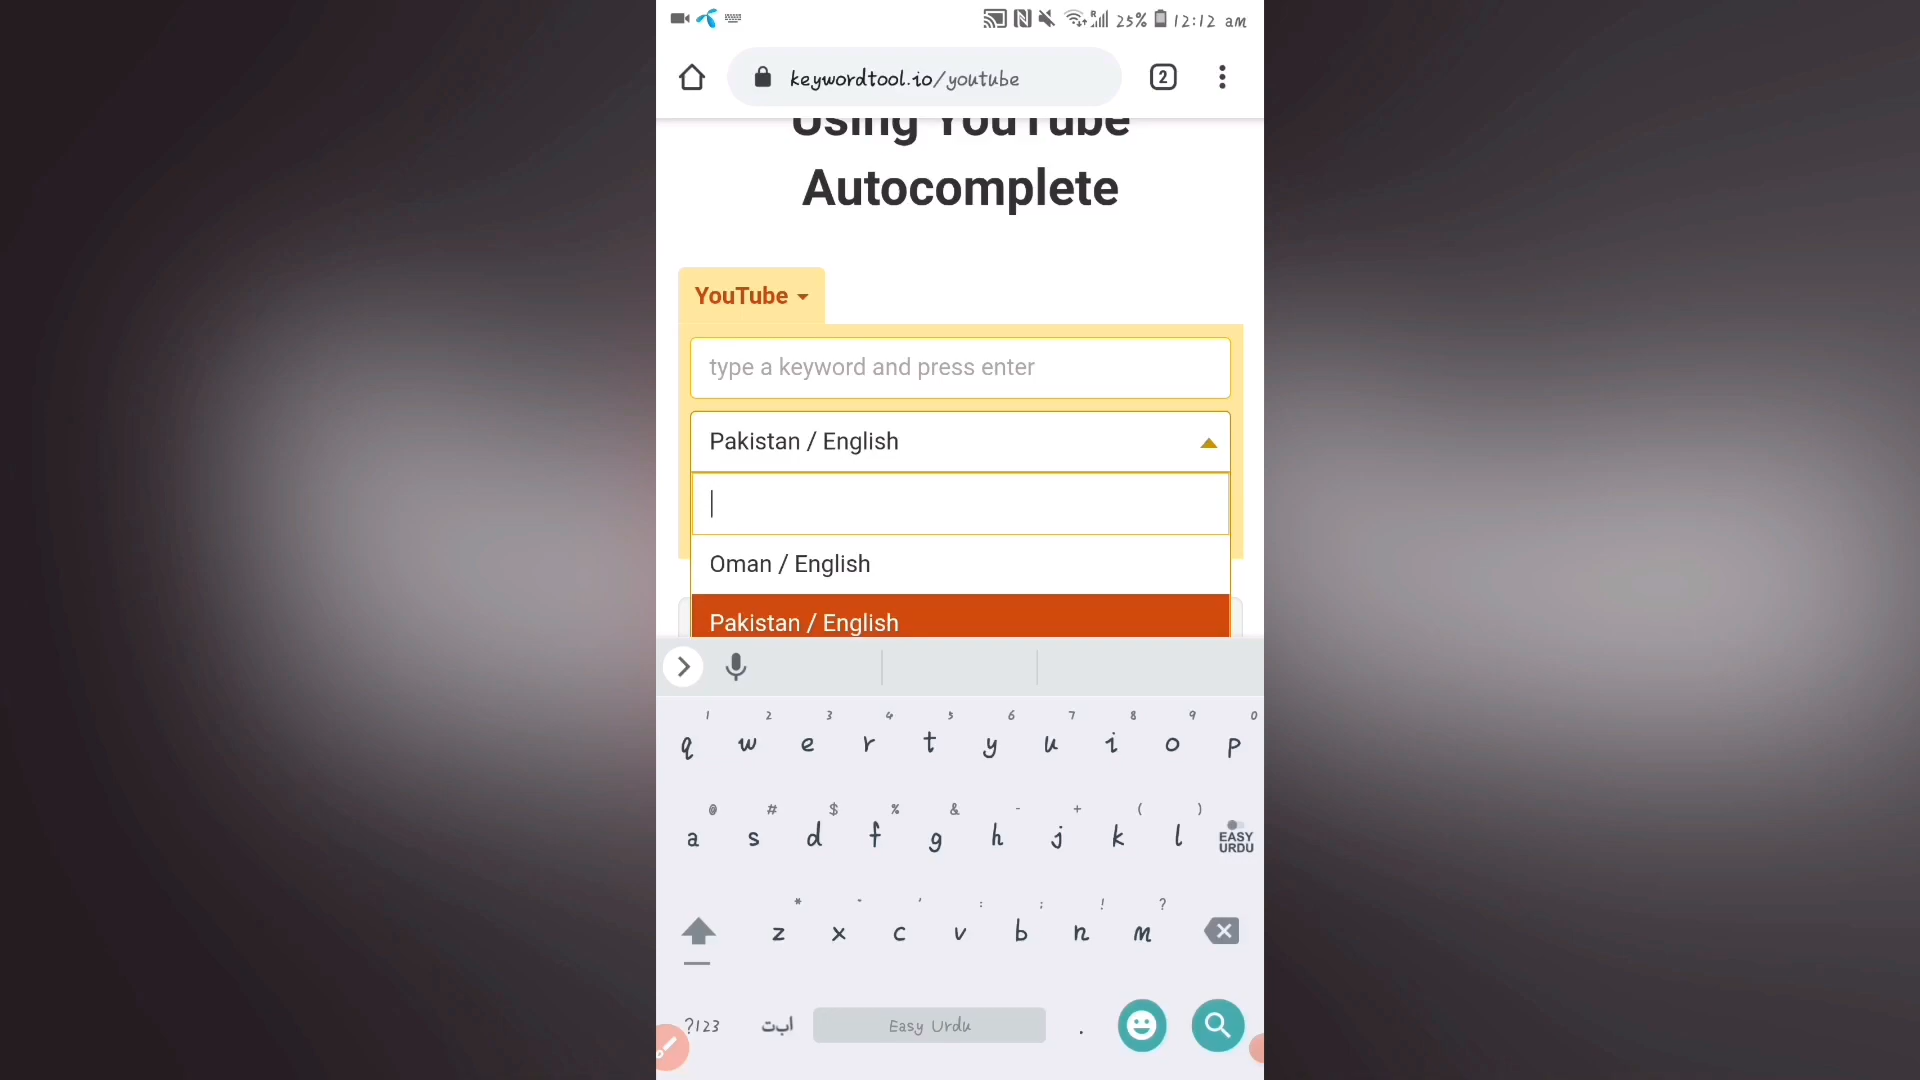 25% 12:12 am
keywordtool.io/youtube
2
Using YouTube
Autocomplete
YouTube
type a keyword and press enter
Pakistan / English
Oman / English
Pakistan / English
1 2 3 4 5 6 7 8 9 0
q w e r t y u i o p
@ # $ % & - + ( )
a s d f g h j k l EASY URDU
* " ' : ; ! ?
z x c v b n m
?123 ابت Easy Urdu .